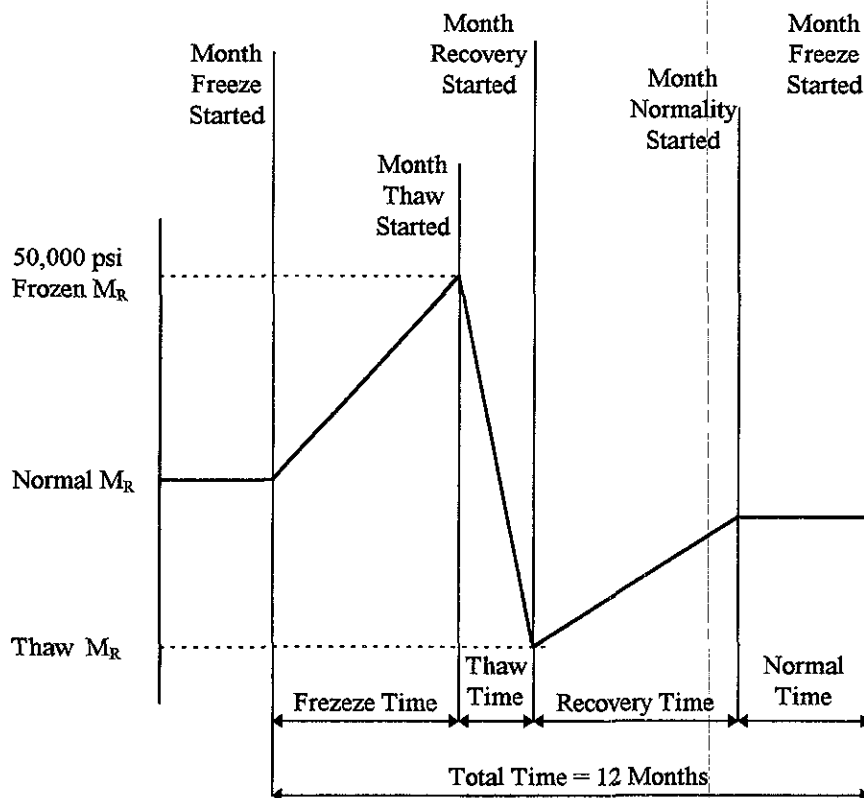 Month
Freeze
Started
Month
Recovery
Started
Month
Freeze
Started
Month
Normality
Started
Month
Thaw
Started
50,000 psi
Frozen MR
Normal MR
Thaw MR
Frezeze Time
Thaw
Time
Recovery Time
Normal
Time
Total Time = 12 Months